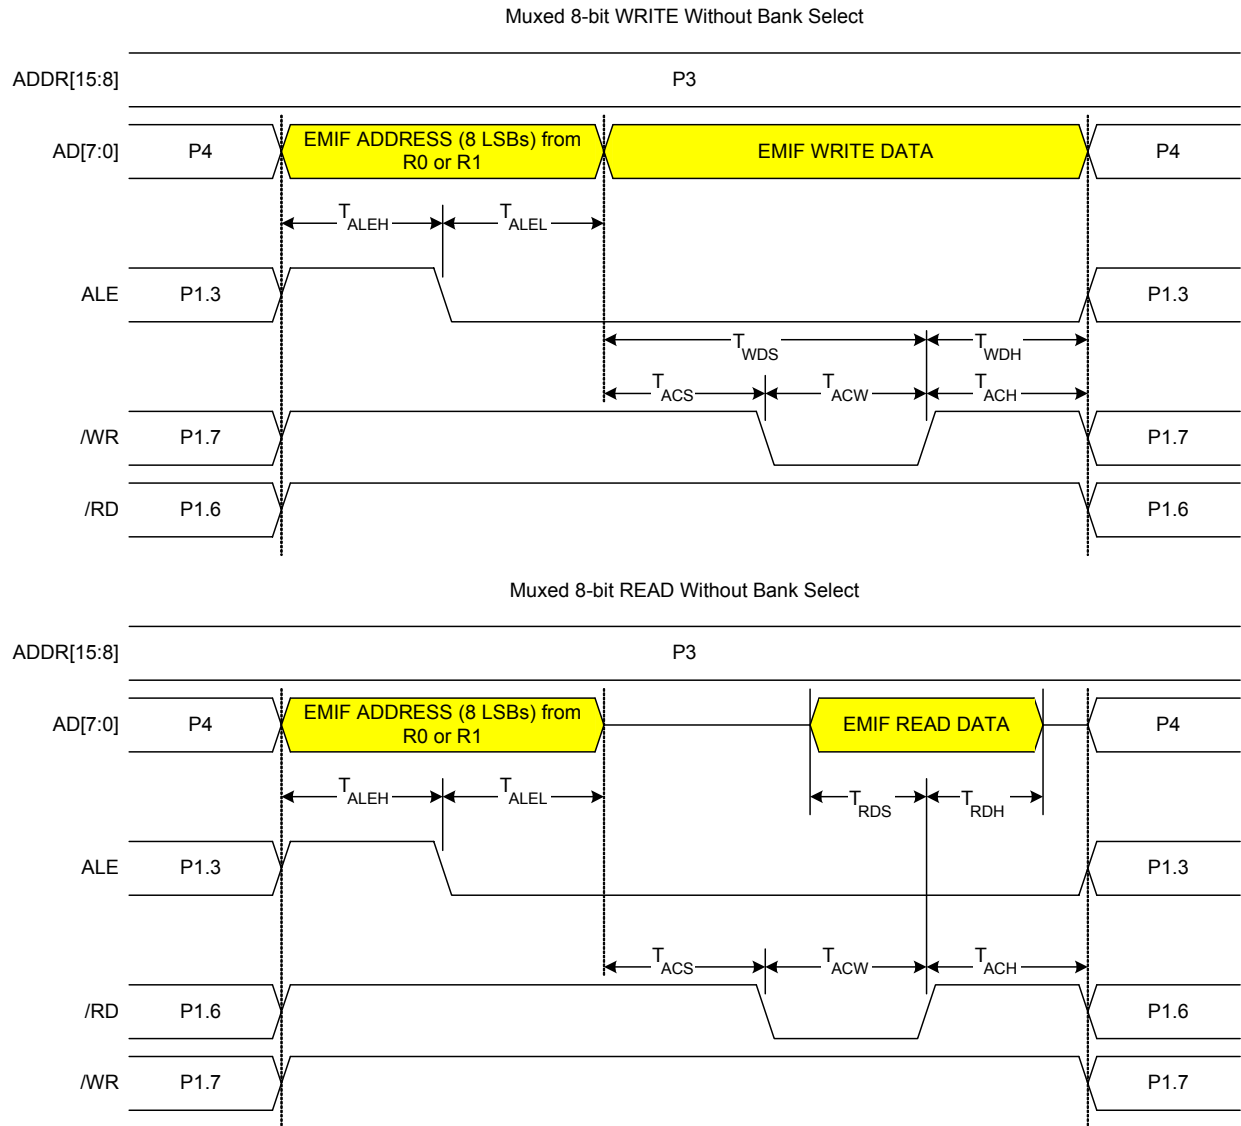 Muxed 8-bit WRITE Without Bank Select
ADDR[15:8] P3
AD[7:0] P4 EMIF ADDRESS (8 LSBs) from EMIF WRITE DATA P4
R0 or R1
TALEH TALEL
ALE P1.3 P1.3
TWDS TWDH
TACS TACW TACH
/WR P1.7 P1.7
/RD P1.6 P1.6
Muxed 8-bit READ Without Bank Select
ADDR[15:8] P3
AD[7:0] P4 EMIF ADDRESS (8 LSBs) from EMIF READ DATA P4
R0 or R1
TALEH TALEL TRDS TRDH
ALE P1.3 P1.3
TACS TACW TACH
/RD P1.6 P1.6
/WR P1.7 P1.7